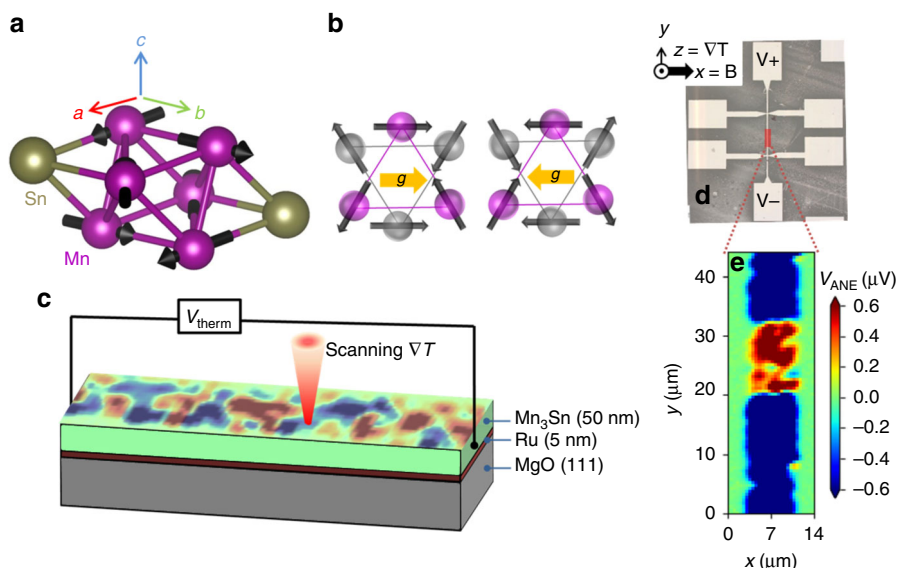 a
c
a
b
Sn
Mn
b
g
g
y
z = ∇T
x = B
V+
V−
d
c
V_therm
Scanning ∇T
Mn₃Sn (50 nm)
Ru (5 nm)
MgO (111)
e
V_ANE (μV)
40
30
20
10
0
y (μm)
0 7 14
x (μm)
0.6
0.4
0.2
0.0
−0.2
−0.4
−0.6